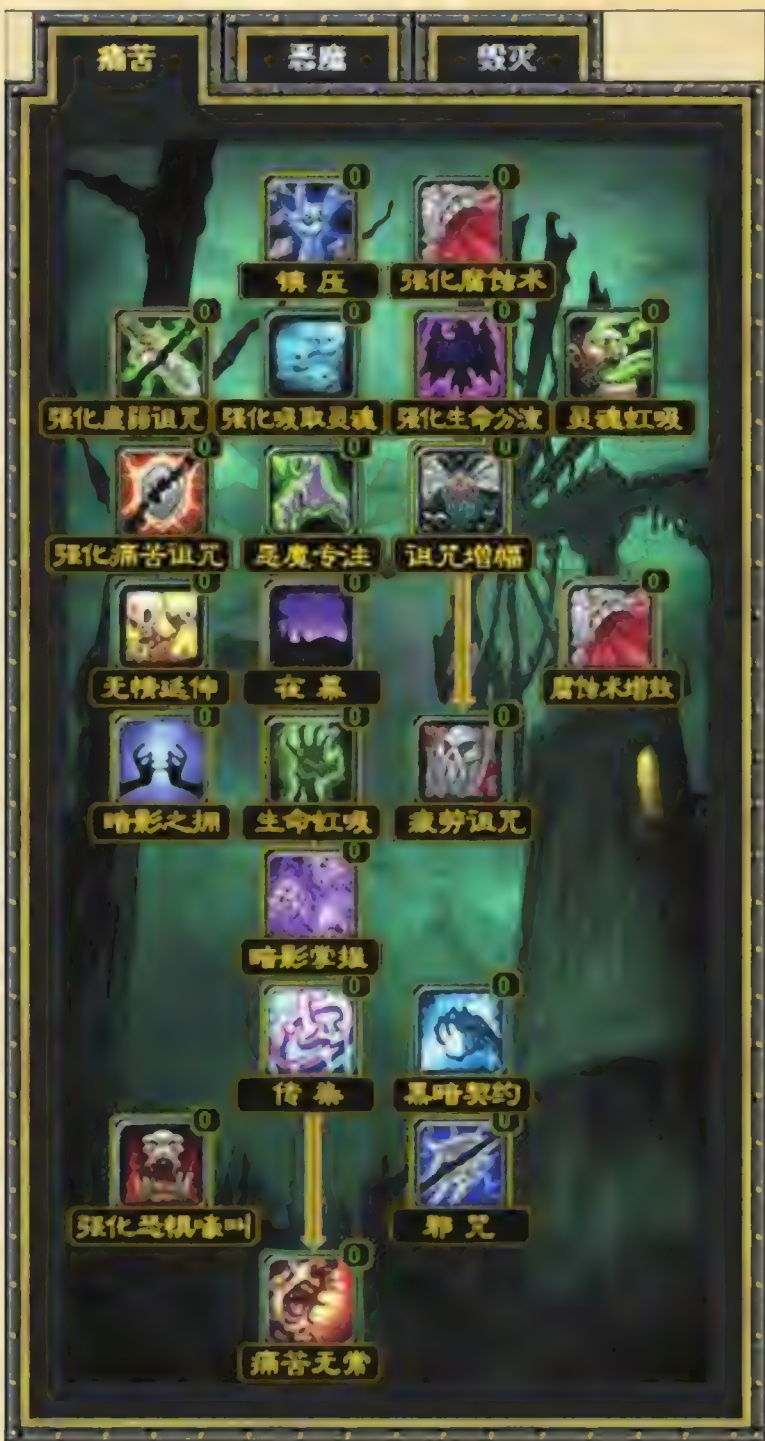 痛苦 恶魔 毁灭
0 0
镇压 强化腐蚀术
0 0 0 0
强化虚弱诅咒 强化吸取灵魂 强化生命分流 灵魂虹吸
0 0 0
强化痛苦诅咒 恶魔专注 诅咒增幅
0 0 0
无情延伸 夜幕 腐蚀术增效
0 0 0
暗影之拥 生命虹吸 疲劳诅咒
0
暗影掌握
0 0
传染 黑暗契约
0 0
强化恐惧嚎叫 邪咒
0
痛苦无常